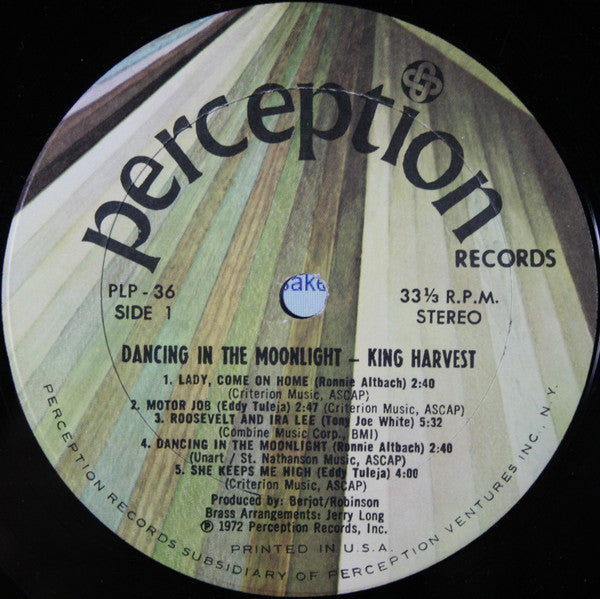 perception
RECORDS
PLP - 36
SIDE 1
33⅓ R.P.M.
STEREO
DANCING IN THE MOONLIGHT – KING HARVEST
1. LADY, COME ON HOME (Ronnie Altbach) 2:40
(Criterion Music, ASCAP)
2. MOTOR JOB (Eddy Tuleja) 2:47 (Criterion Music, ASCAP)
3. ROOSEVELT AND IRA LEE (Tony Joe White) 5:32
(Combine Music Corp., BMI)
4. DANCING IN THE MOONLIGHT (Ronnie Altbach) 2:40
(Unart / St. Nathanson Music, ASCAP)
5. SHE KEEPS ME HIGH (Eddy Tuleja) 4:00
(Criterion Music, ASCAP)
Produced by: Berjot/Robinson
Brass Arrangements: Jerry Long
℗ 1972 Perception Records, Inc.
PRINTED IN U.S.A.
PERCEPTION RECORDS SUBSIDIARY OF PERCEPTION VENTURES INC., N.Y.